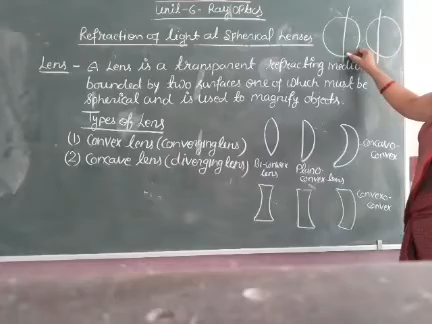 Unit-6- Ray optics
Refraction of light at Spherical Lenses
Lens - A Lens is a transparent refracting mediu
bounded by two surfaces one of which must be
spherical and is used to magnify objects.
Types of Lens
(1) Convex lens (converging lens)
(2) Concave lens (diverging lens)
Bi-convex
lens
Plano-
convex lens
Concavo-
convex
Convexo-
convex